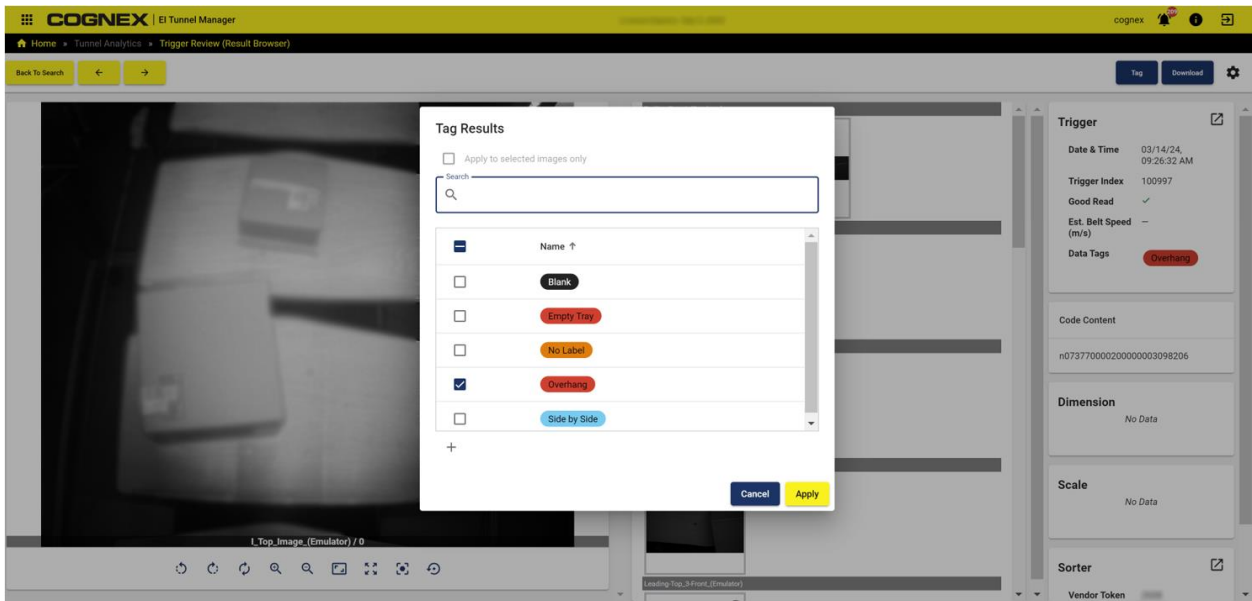 COGNEX | EI Tunnel Manager
cognex
Home » Tunnel Analytics » Trigger Review (Result Browser)
Back To Search
Tag
Download
Tag Results
Apply to selected images only
Search
Name
Blank
Empty Tray
No Label
Overhang
Side by Side
Cancel
Apply
I_Top_Image_(Emulator) / 0
Leading-Top_3-Front_(Emulator)
Trigger
Date & Time 03/14/24,
09:26:32 AM
Trigger Index 100997
Good Read
Est. Belt Speed –
(m/s)
Data Tags Overhang
Code Content
n073770000200000003098206
Dimension
No Data
Scale
No Data
Sorter
Vendor Token